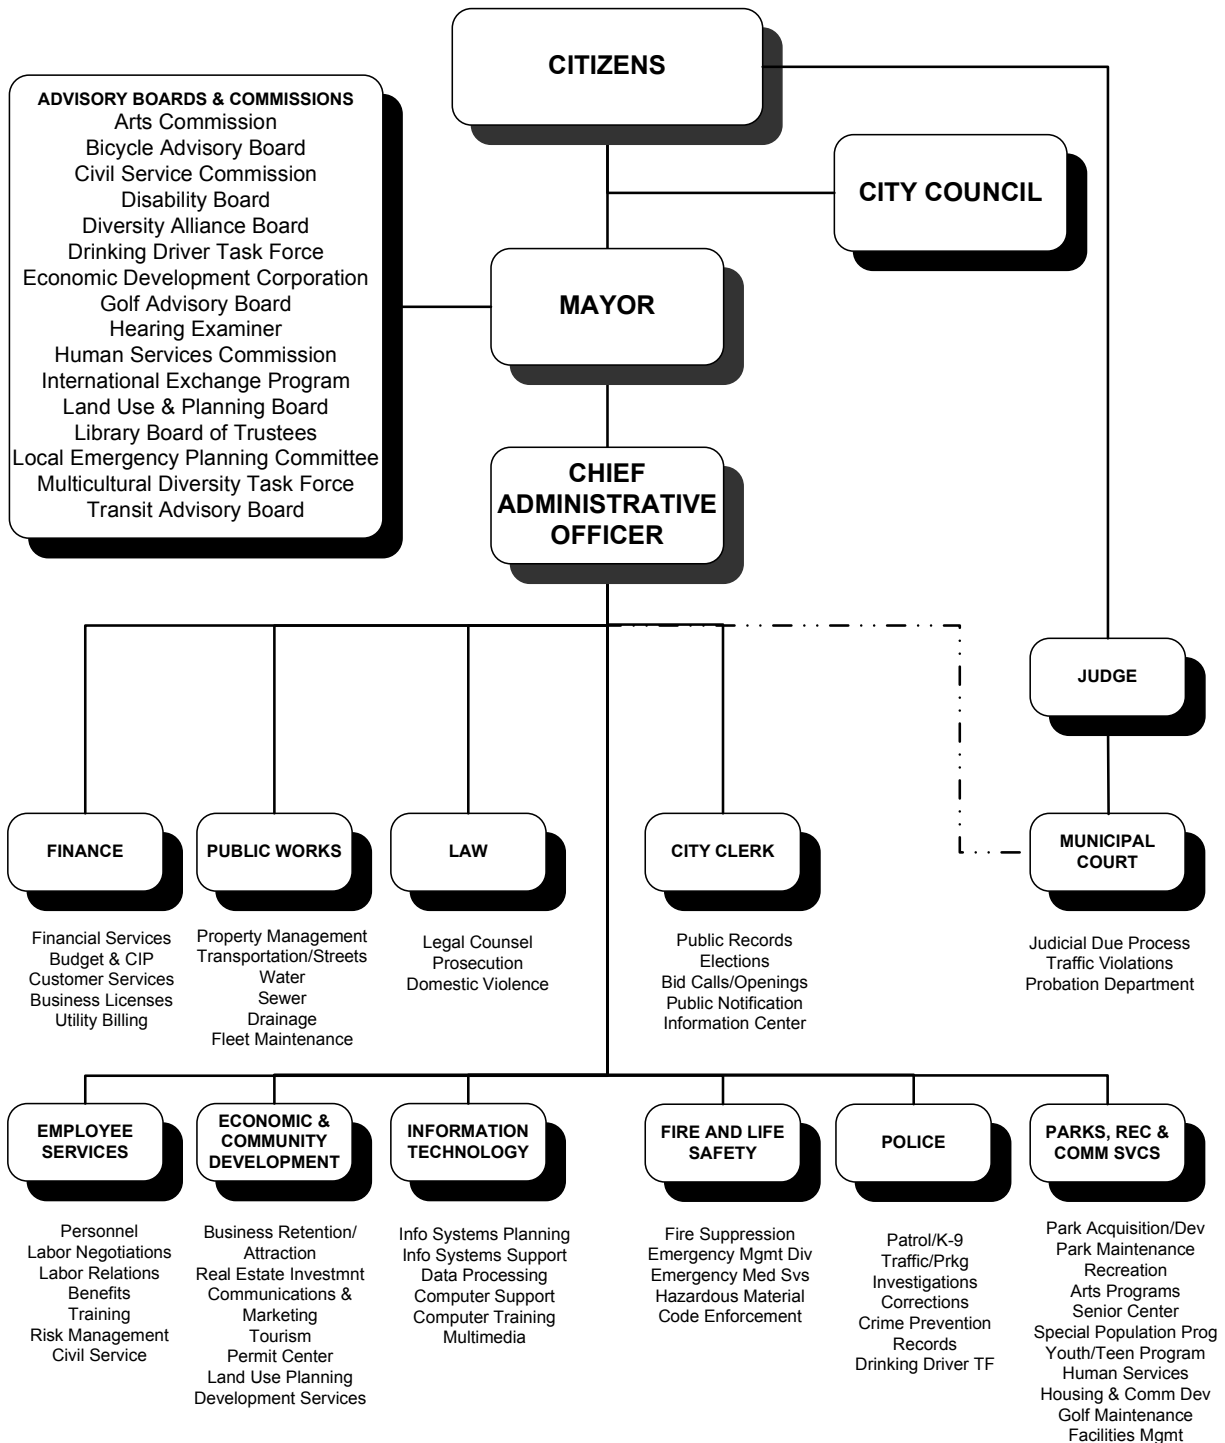 CITIZENS
ADVISORY BOARDS & COMMISSIONS
Arts Commission
Bicycle Advisory Board
Civil Service Commission
Disability Board
Diversity Alliance Board
Drinking Driver Task Force
Economic Development Corporation
Golf Advisory Board
Hearing Examiner
Human Services Commission
International Exchange Program
Land Use & Planning Board
Library Board of Trustees
Local Emergency Planning Committee
Multicultural Diversity Task Force
Transit Advisory Board
CITY COUNCIL
MAYOR
CHIEF
ADMINISTRATIVE
OFFICER
JUDGE
FINANCE
Financial Services
Budget & CIP
Customer Services
Business Licenses
Utility Billing
PUBLIC WORKS
Property Management
Transportation/Streets
Water
Sewer
Drainage
Fleet Maintenance
LAW
Legal Counsel
Prosecution
Domestic Violence
CITY CLERK
Public Records
Elections
Bid Calls/Openings
Public Notification
Information Center
MUNICIPAL
COURT
Judicial Due Process
Traffic Violations
Probation Department
EMPLOYEE
SERVICES
Personnel
Labor Negotiations
Labor Relations
Benefits
Training
Risk Management
Civil Service
ECONOMIC &
COMMUNITY
DEVELOPMENT
Business Retention/
Attraction
Real Estate Investmnt
Communications &
Marketing
Tourism
Permit Center
Land Use Planning
Development Services
INFORMATION
TECHNOLOGY
Info Systems Planning
Info Systems Support
Data Processing
Computer Support
Computer Training
Multimedia
FIRE AND LIFE
SAFETY
Fire Suppression
Emergency Mgmt Div
Emergency Med Svs
Hazardous Material
Code Enforcement
POLICE
Patrol/K-9
Traffic/Prkg
Investigations
Corrections
Crime Prevention
Records
Drinking Driver TF
PARKS, REC &
COMM SVCS
Park Acquisition/Dev
Park Maintenance
Recreation
Arts Programs
Senior Center
Special Population Prog
Youth/Teen Program
Human Services
Housing & Comm Dev
Golf Maintenance
Facilities Mgmt